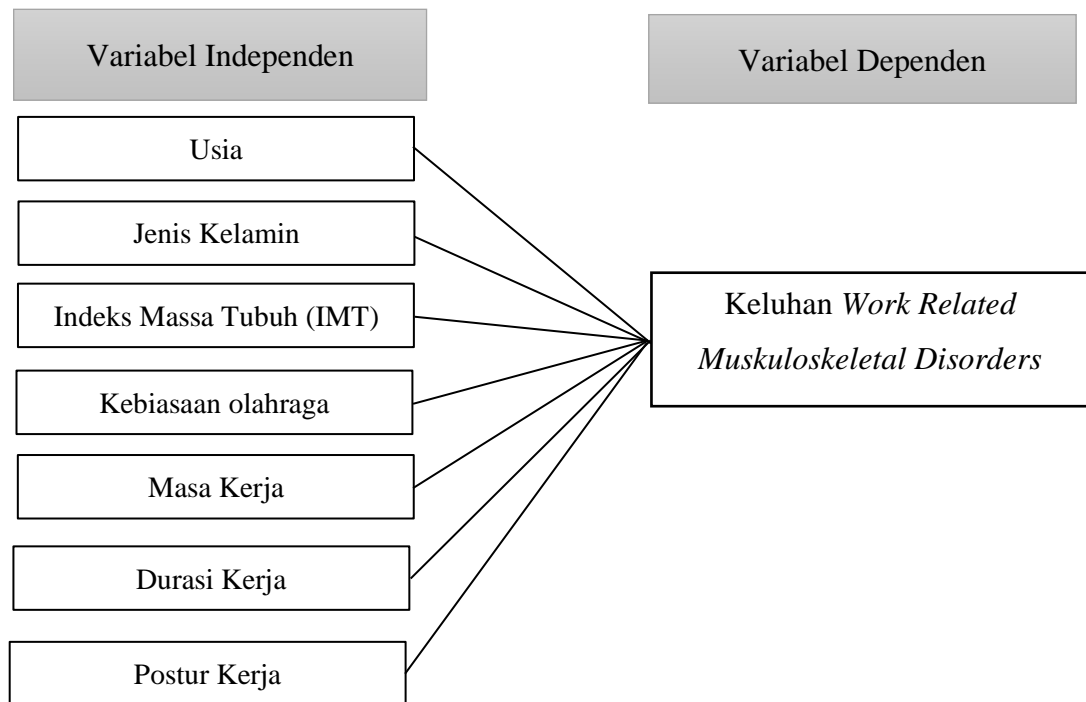 Variabel Independen
Variabel Dependen
Usia
Jenis Kelamin
Indeks Massa Tubuh (IMT)
Kebiasaan olahraga
Masa Kerja
Durasi Kerja
Postur Kerja
Keluhan Work Related
Muskuloskeletal Disorders